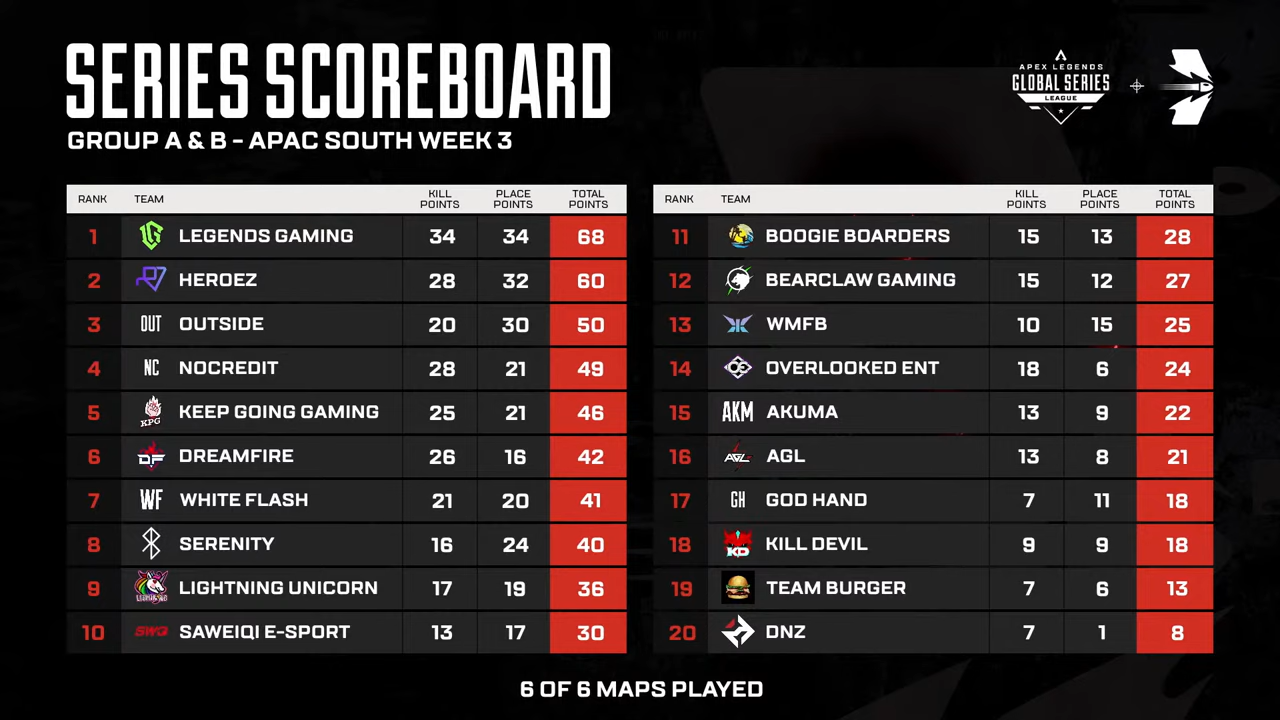 SERIES SCOREBOARD
GROUP A & B - APAC SOUTH WEEK 3
APEX LEGENDS
GLOBAL SERIES
LEAGUE
RANK TEAM KILL POINTS PLACE POINTS TOTAL POINTS
1 LG LEGENDS GAMING 34 34 68
2 HEROEZ 28 32 60
3 OUT OUTSIDE 20 30 50
4 NC NOCREDIT 28 21 49
5 KPG KEEP GOING GAMING 25 21 46
6 DF DREAMFIRE 26 16 42
7 WF WHITE FLASH 21 20 41
8 SERENITY 16 24 40
9 LIGHTNING UNICORN 17 19 36
10 SWG SAWEIQI E-SPORT 13 17 30
RANK TEAM KILL POINTS PLACE POINTS TOTAL POINTS
11 BOOGIE BOARDERS 15 13 28
12 BEARCLAW GAMING 15 12 27
13 WMFB 10 15 25
14 OE OVERLOOKED ENT 18 6 24
15 AKM AKUMA 13 9 22
16 AGL AGL 13 8 21
17 GH GOD HAND 7 11 18
18 KD KILL DEVIL 9 9 18
19 TEAM BURGER 7 6 13
20 DNZ 7 1 8
6 OF 6 MAPS PLAYED